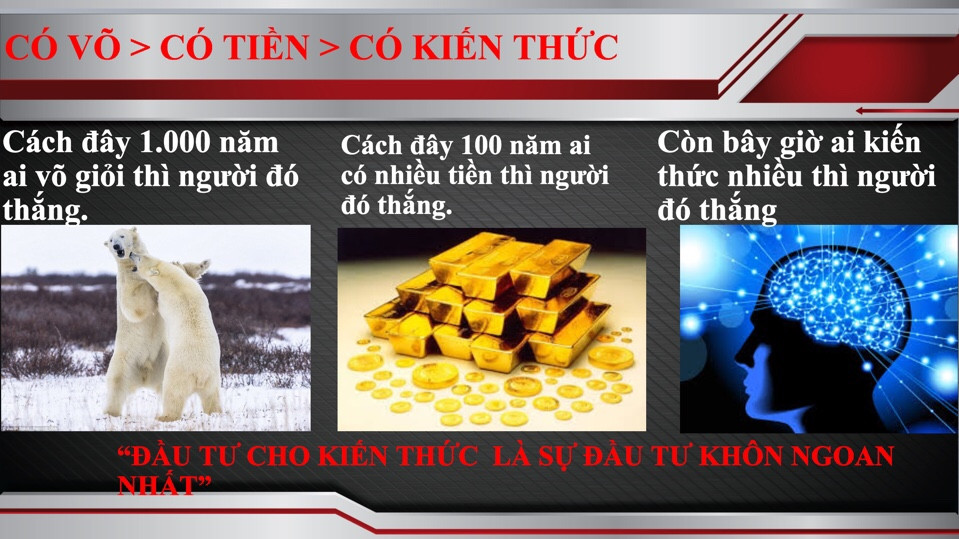 CÓ VÕ > CÓ TIỀN > CÓ KIẾN THỨC
Cách đây 1.000 năm
ai võ giỏi thì người đó
thắng.
Cách đây 100 năm ai
có nhiều tiền thì người
đó thắng.
Còn bây giờ ai kiến
thức nhiều thì người
đó thắng
“ĐẦU TƯ CHO KIẾN THỨC  LÀ SỰ ĐẦU TƯ KHÔN NGOAN
NHẤT”